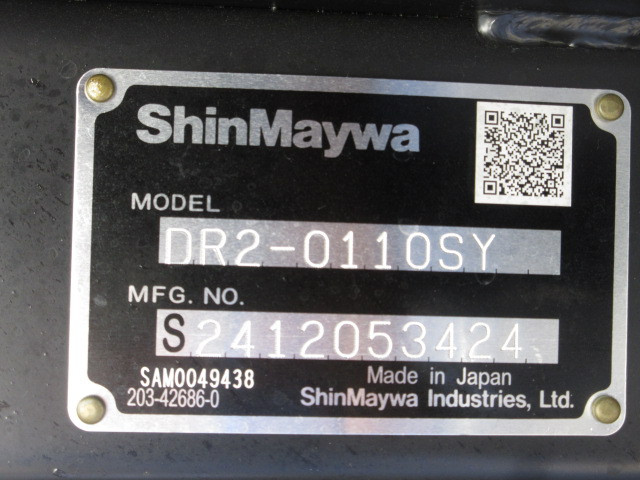 ShinMaywa
MODEL
DR2-0110SY
MFG. NO.
S2412053424
SAM0049438
Made in Japan
203-42686-0
ShinMaywa Industries, Ltd.